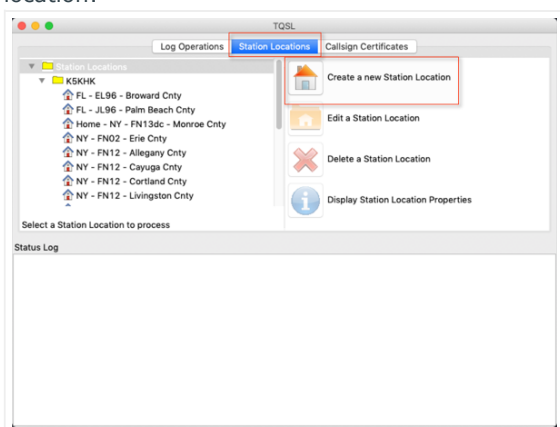 location.
TQSL
Log Operations Station Locations Callsign Certificates
Station Locations
K5KHK
FL - EL96 - Broward Cnty
FL - JL96 - Palm Beach Cnty
Home - NY - FN13dc - Monroe Cnty
NY - FN02 - Erie Cnty
NY - FN12 - Allegany Cnty
NY - FN12 - Cayuga Cnty
NY - FN12 - Cortland Cnty
NY - FN12 - Livingston Cnty
Create a new Station Location
Edit a Station Location
Delete a Station Location
Display Station Location Properties
Select a Station Location to process
Status Log